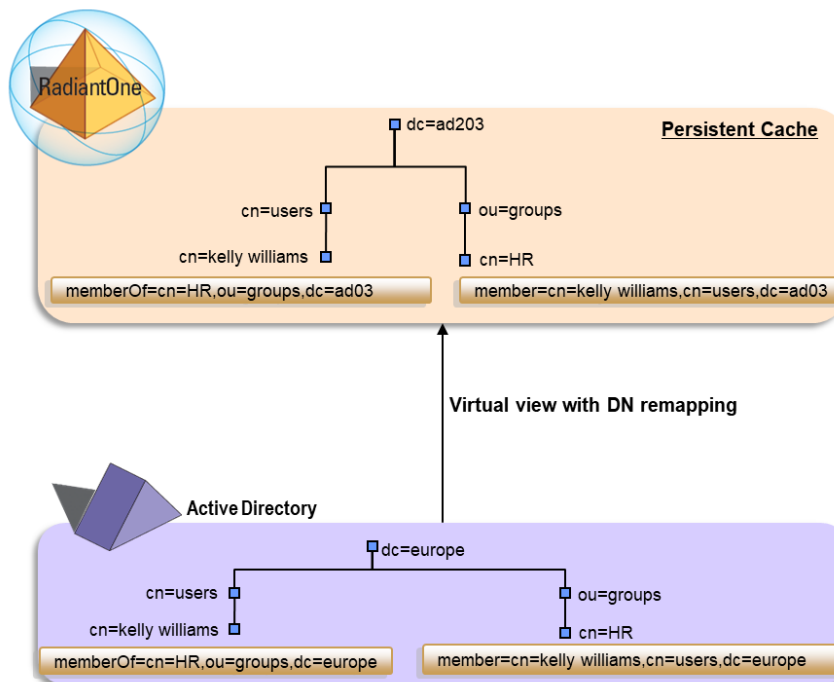 RadiantOne
dc=ad203
Persistent Cache
cn=users
ou=groups
cn=kelly williams
cn=HR
memberOf=cn=HR,ou=groups,dc=ad03
member=cn=kelly williams,cn=users,dc=ad03
Virtual view with DN remapping
Active Directory
dc=europe
cn=users
ou=groups
cn=kelly williams
cn=HR
memberOf=cn=HR,ou=groups,dc=europe
member=cn=kelly williams,cn=users,dc=europe